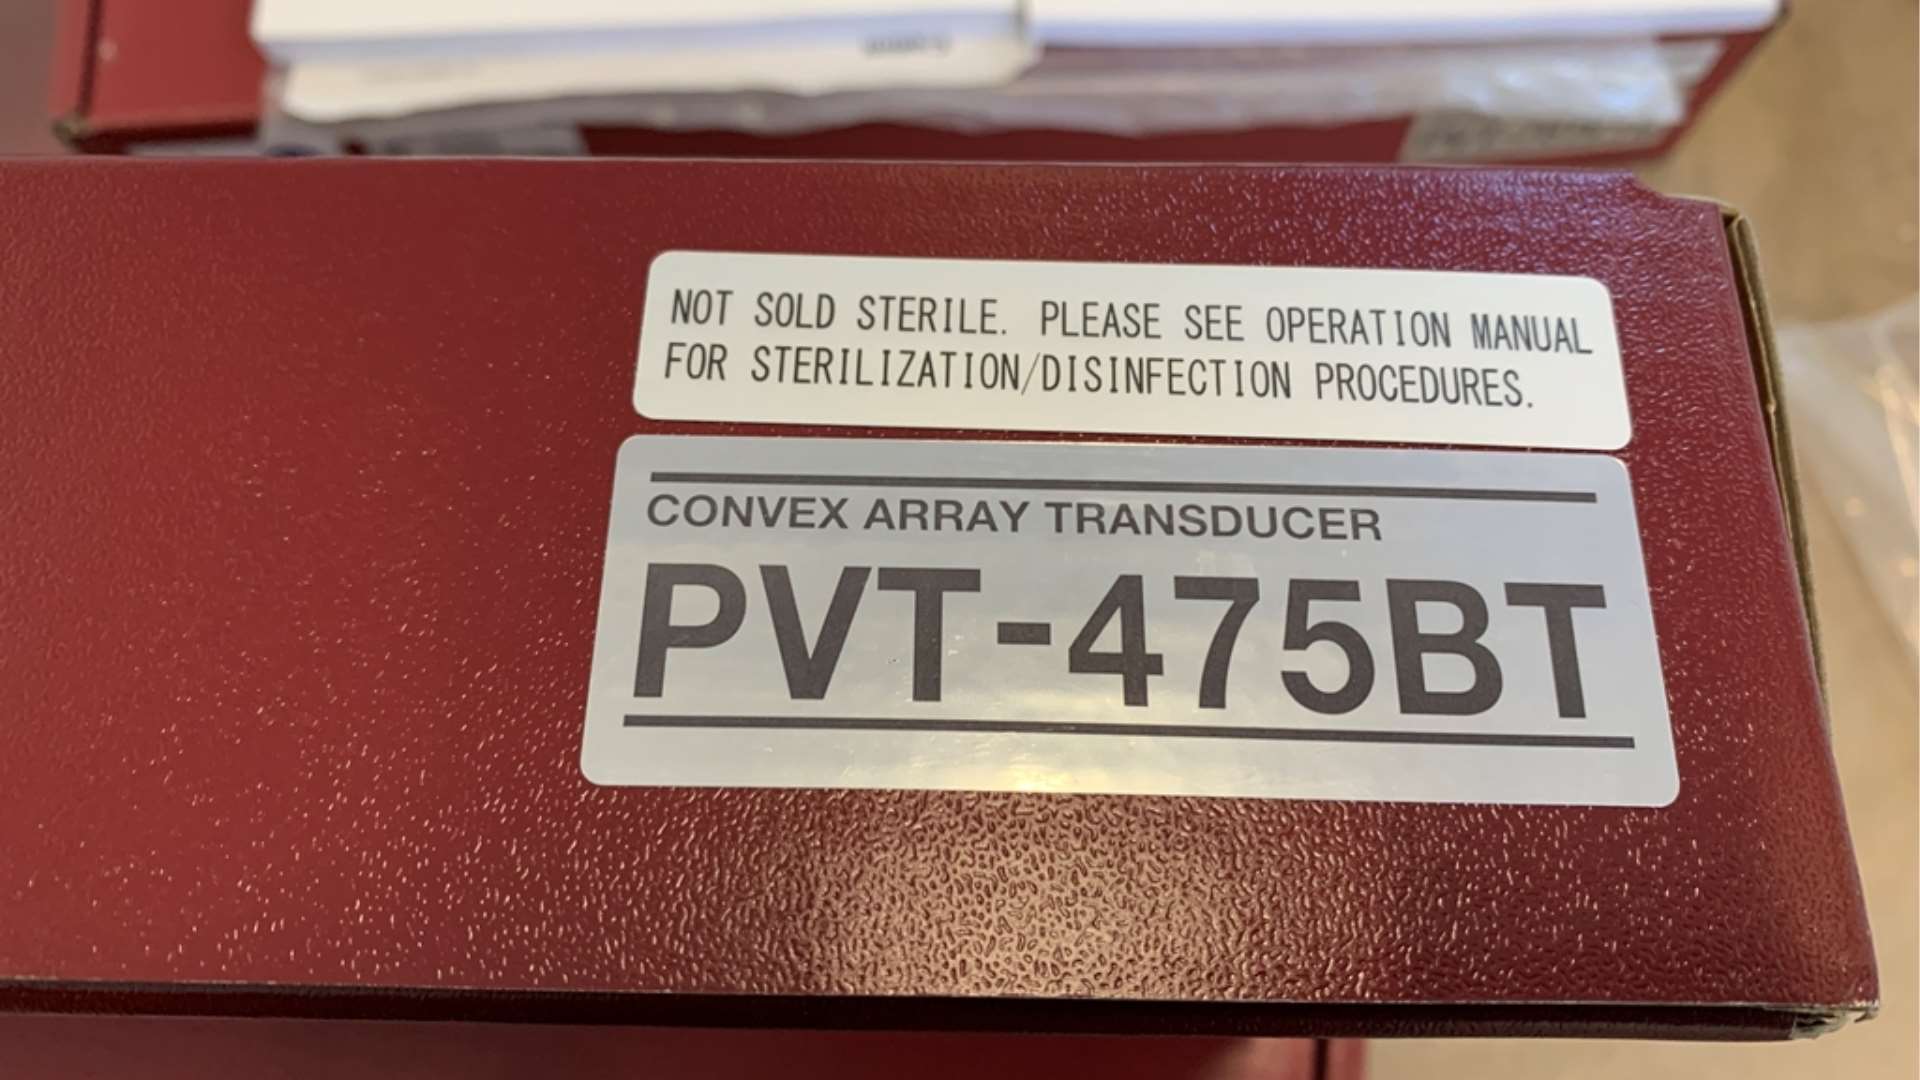 NOT SOLD STERILE. PLEASE SEE OPERATION MANUAL
FOR STERILIZATION/DISINFECTION PROCEDURES.
CONVEX ARRAY TRANSDUCER
PVT-475BT